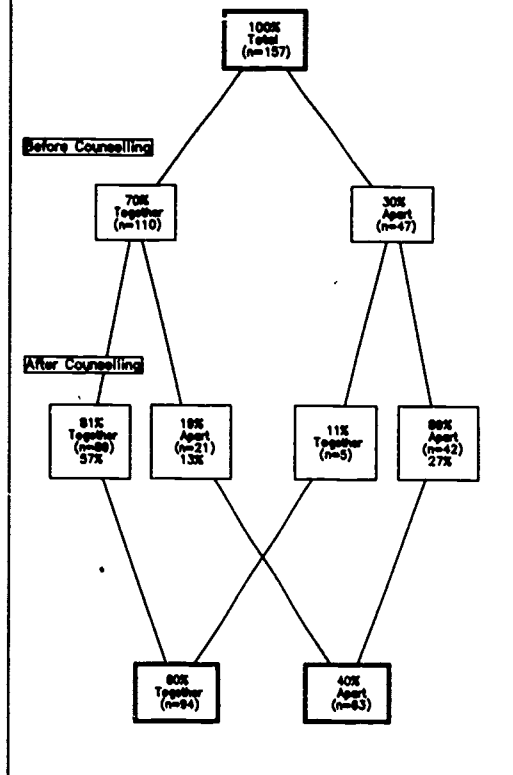 100%
Total
(n=157)
Before Counselling
70%
Together
(n=110)
30%
Apart
(n=47)
After Counselling
81%
Together
(n=89)
57%
19%
Apart
(n=21)
13%
11%
Together
(n=5)
89%
Apart
(n=42)
27%
60%
Together
(n=94)
40%
Apart
(n=63)